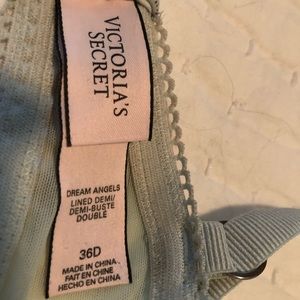 VICTORIA'S
SECRET
DREAM ANGELS
LINED DEMI/
DEMI-BUSTE
DOUBLÉ
36D
MADE IN CHINA.
FAIT EN CHINE
HECHO EN CHINA